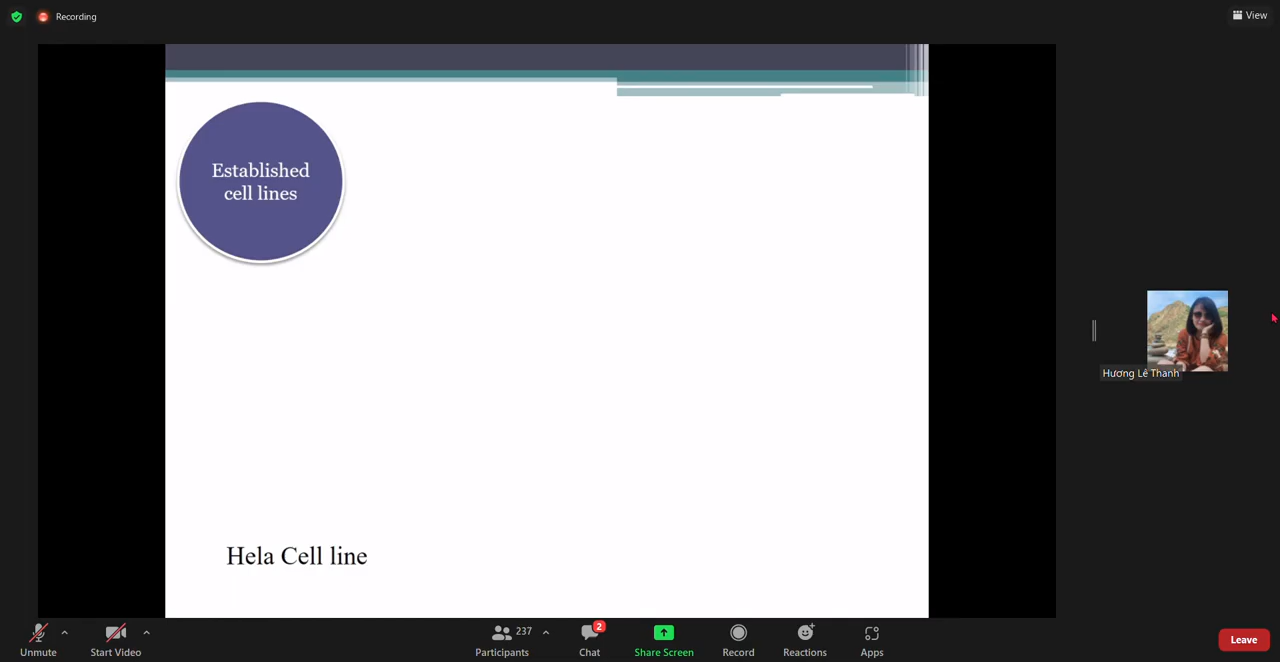 Recording
View
Established
cell lines
Hela Cell line
Hương Lê Thanh
Unmute
Start Video
Participants
237
Chat
2
Share Screen
Record
Reactions
Apps
Leave